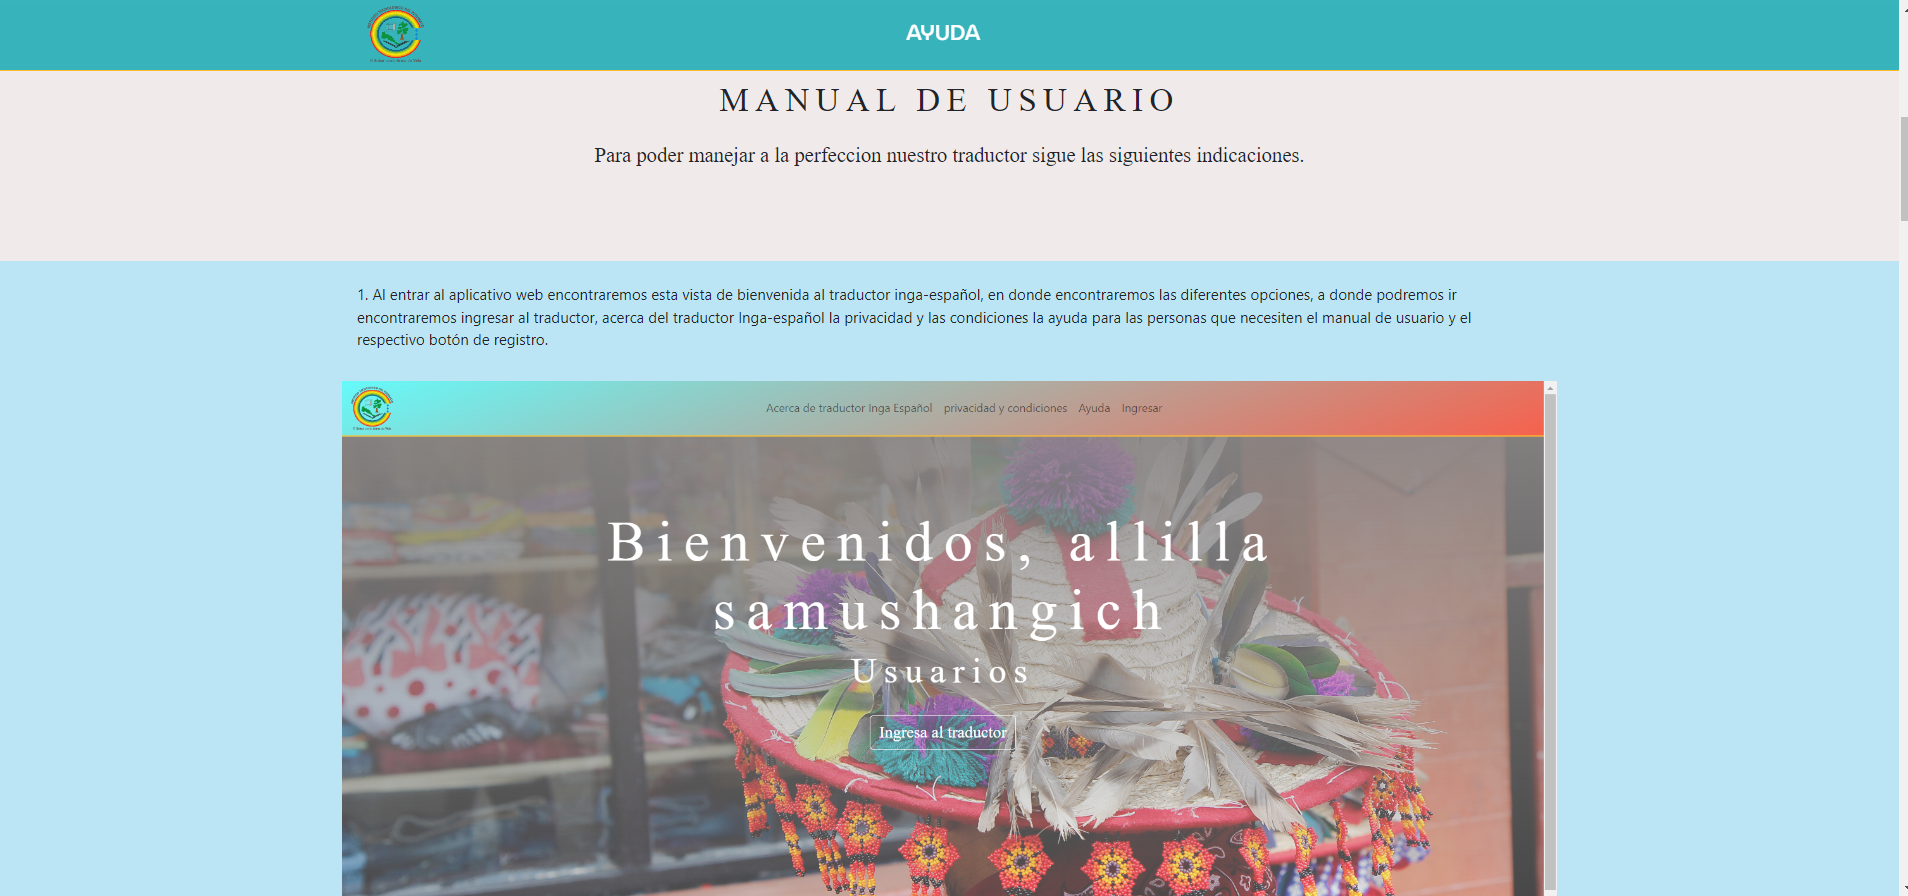 AYUDA
MANUAL DE USUARIO
Para poder manejar a la perfeccion nuestro traductor sigue las siguientes indicaciones.
1. Al entrar al aplicativo web encontraremos esta vista de bienvenida al traductor inga-español, en donde encontraremos las diferentes opciones, a donde podremos ir
encontraremos ingresar al traductor, acerca del traductor Inga-español la privacidad y las condiciones la ayuda para las personas que necesiten el manual de usuario y el
respectivo botón de registro.
Acerca de traductor Inga Español privacidad y condiciones Ayuda Ingresar
Bienvenidos, allilla
samushangich
Usuarios
Ingresa al traductor